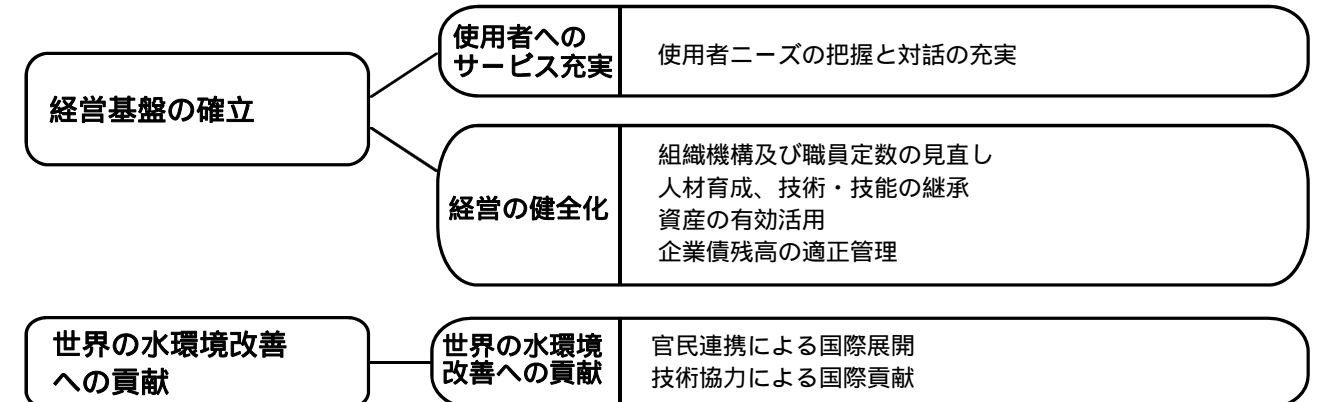 経営基盤の確立
使用者への
サービス充実
使用者ニーズの把握と対話の充実
経営の健全化
組織機構及び職員定数の見直し
人材育成、技術・技能の継承
資産の有効活用
企業債残高の適正管理
世界の水環境改善
への貢献
世界の水環境
改善への貢献
官民連携による国際展開
技術協力による国際貢献